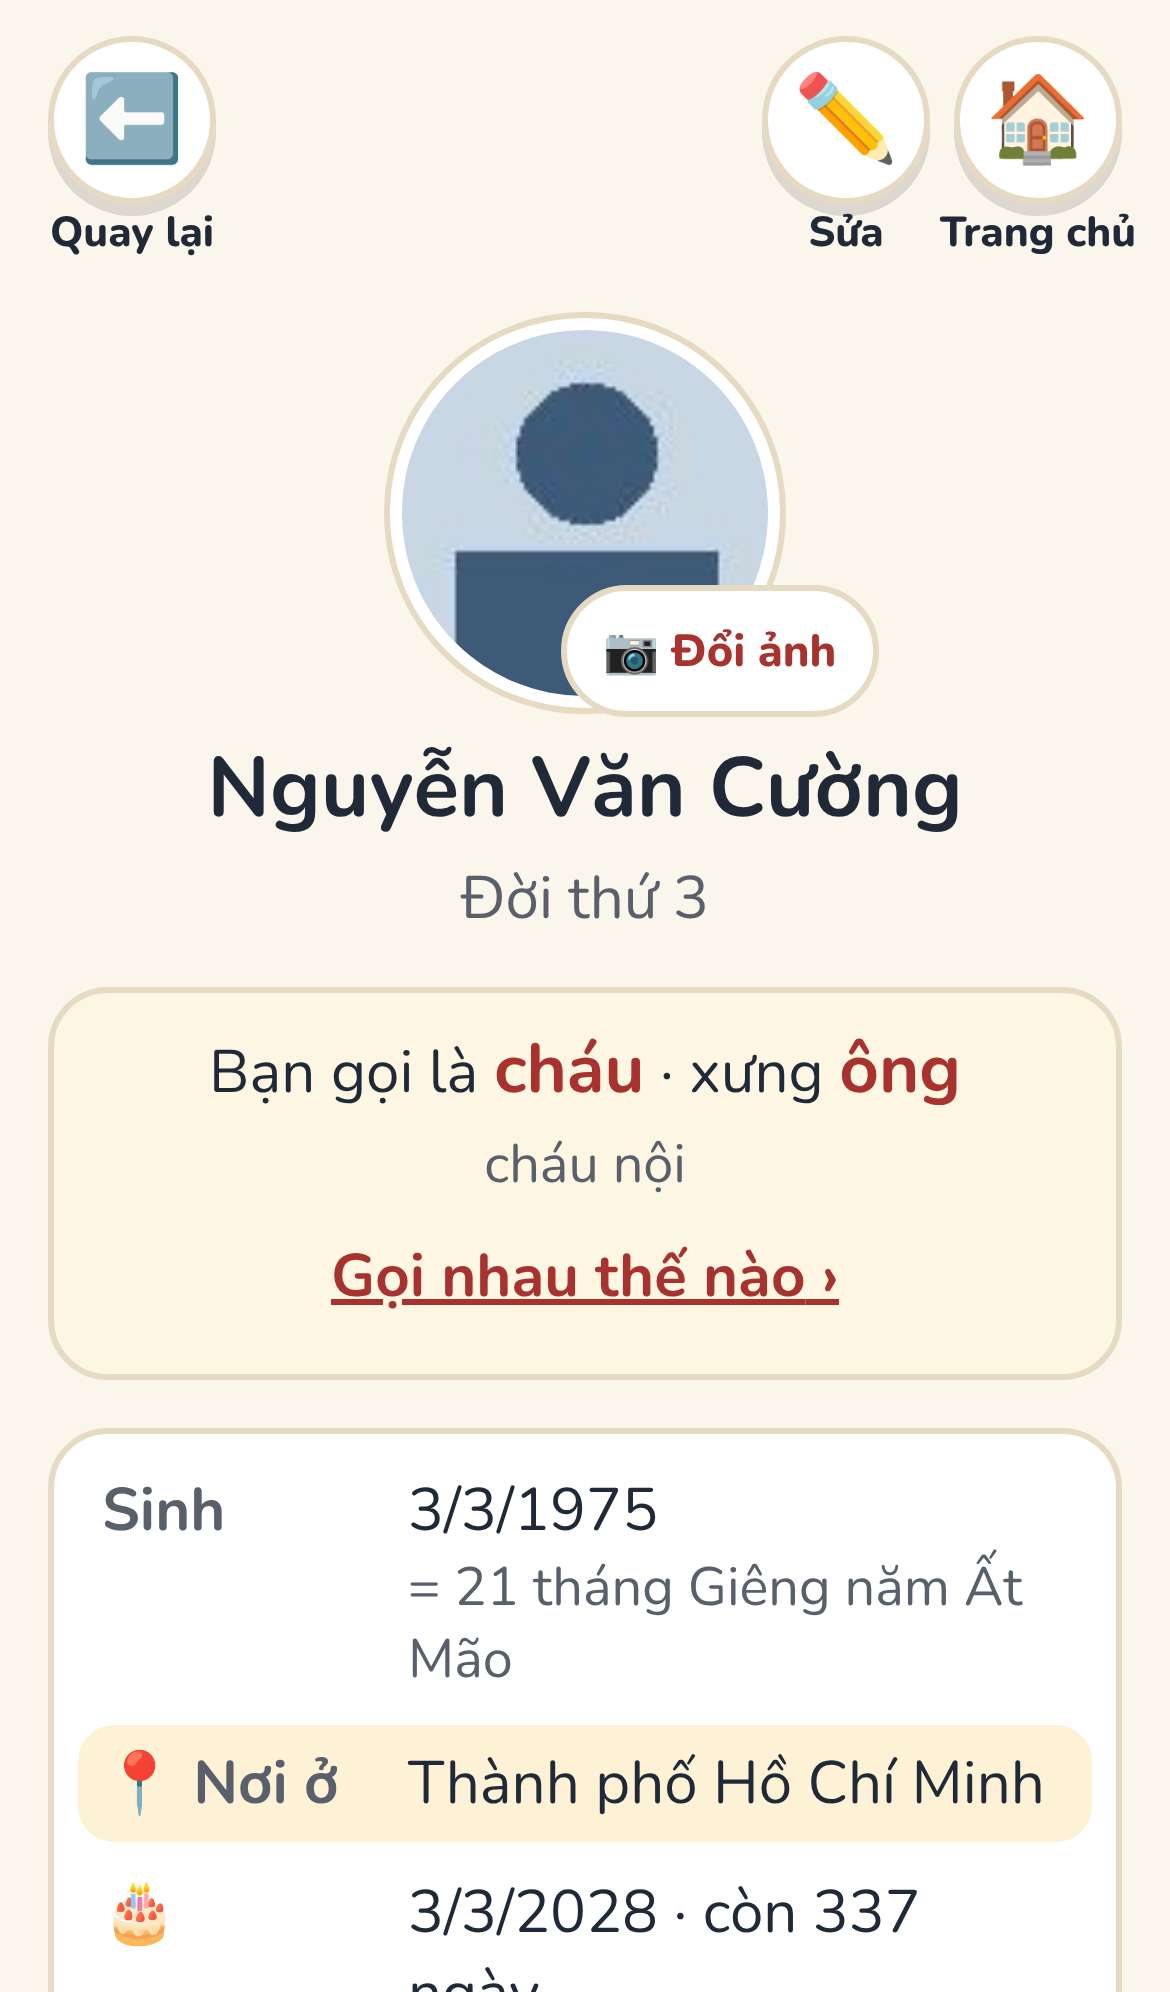 Quay lại
Sửa
Trang chủ
Đổi ảnh
Nguyễn Văn Cường
Đời thứ 3
Bạn gọi là cháu · xưng ông
cháu nội
Gọi nhau thế nào ›
Sinh
3/3/1975
= 21 tháng Giêng năm Ất
Mão
Nơi ở
Thành phố Hồ Chí Minh
3/3/2028 · còn 337
ngày